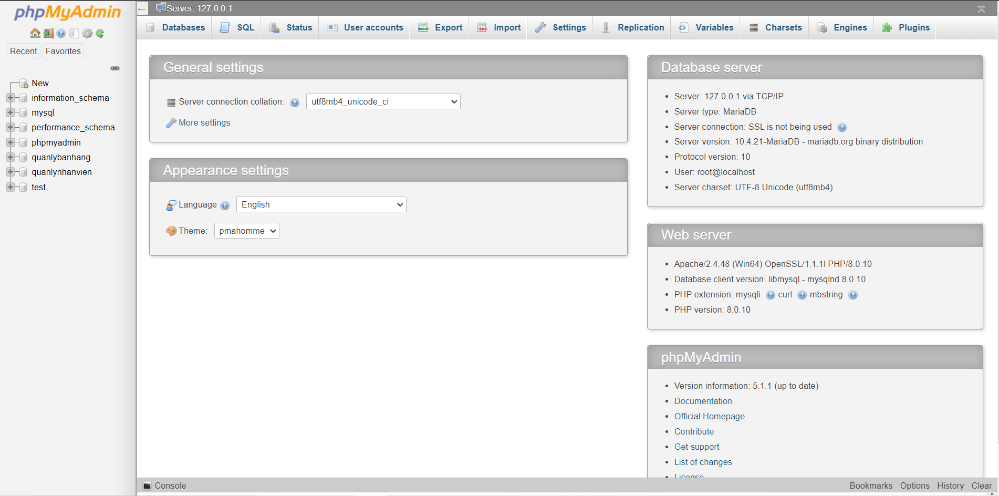 phpMyAdmin
Recent Favorites
New
information_schema
mysql
performance_schema
phpmyadmin
quanlybanhang
quanlynhanvien
test
← Server: 127.0.0.1
Databases SQL Status User accounts Export Import Settings Replication Variables Charsets Engines Plugins
General settings
Server connection collation: utf8mb4_unicode_ci
More settings
Appearance settings
Language English
Theme: pmahomme
Database server
• Server: 127.0.0.1 via TCP/IP
• Server type: MariaDB
• Server connection: SSL is not being used
• Server version: 10.4.21-MariaDB - mariadb.org binary distribution
• Protocol version: 10
• User: root@localhost
• Server charset: UTF-8 Unicode (utf8mb4)
Web server
• Apache/2.4.48 (Win64) OpenSSL/1.1.1l PHP/8.0.10
• Database client version: libmysql - mysqlnd 8.0.10
• PHP extension: mysqli curl mbstring
• PHP version: 8.0.10
phpMyAdmin
• Version information: 5.1.1 (up to date)
• Documentation
• Official Homepage
• Contribute
• Get support
• List of changes
• License
Console
Bookmarks Options History Clear